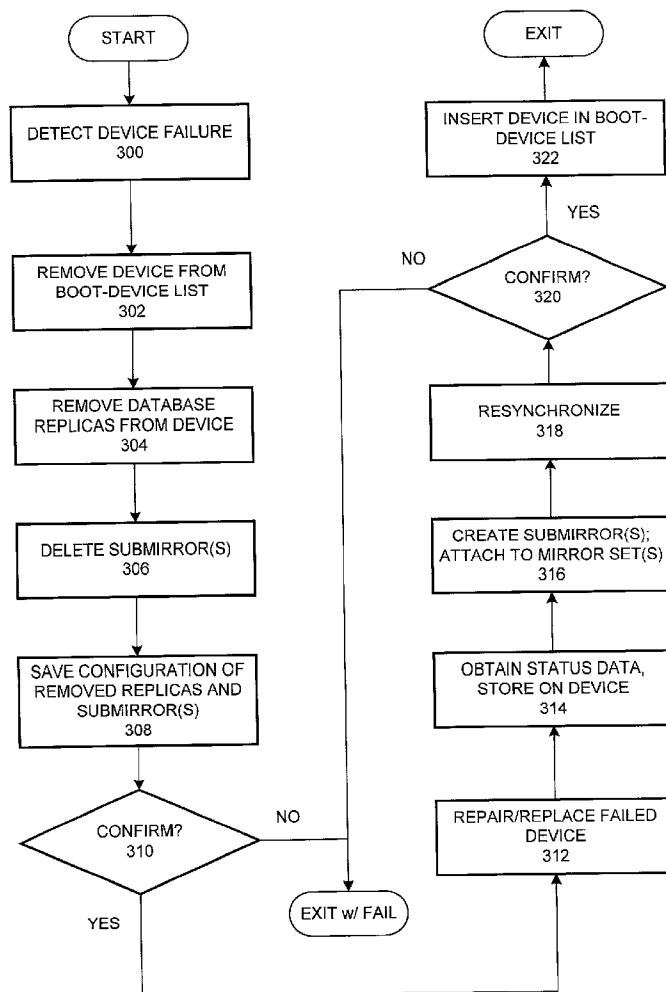 START
DETECT DEVICE FAILURE
300
REMOVE DEVICE FROM
BOOT-DEVICE LIST
302
REMOVE DATABASE
REPLICAS FROM DEVICE
304
DELETE SUBMIRROR(S)
306
SAVE CONFIGURATION OF
REMOVED REPLICAS AND
SUBMIRROR(S)
308
CONFIRM?
310
NO
YES
EXIT w/ FAIL
REPAIR/REPLACE FAILED
DEVICE
312
OBTAIN STATUS DATA,
STORE ON DEVICE
314
CREATE SUBMIRROR(S);
ATTACH TO MIRROR SET(S)
316
RESYNCHRONIZE
318
CONFIRM?
320
NO
YES
INSERT DEVICE IN BOOT-
DEVICE LIST
322
EXIT